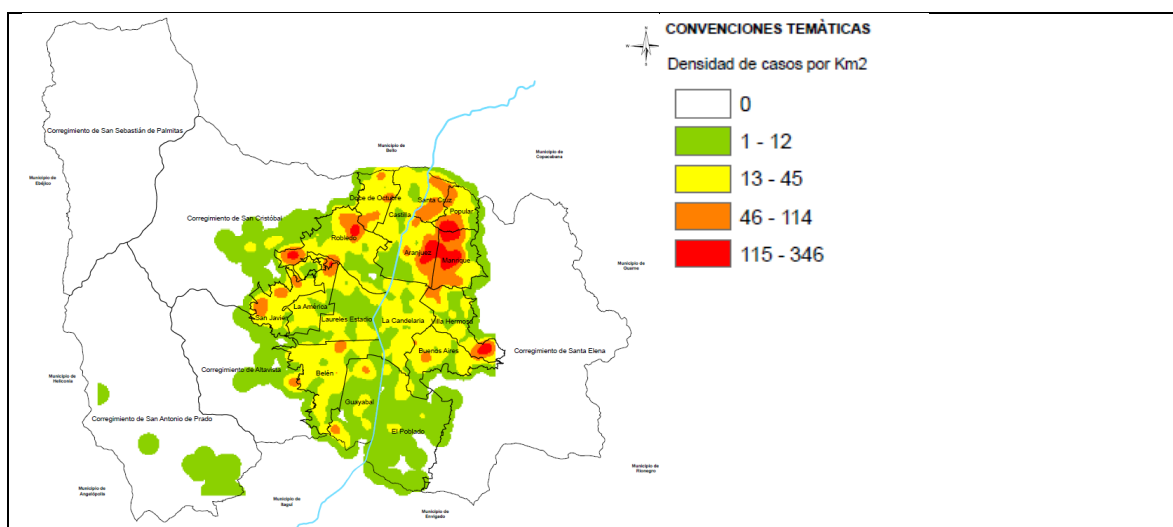 N
CONVENCIONES TEMÀTICAS
Densidad de casos por Km2
0
1 - 12
13 - 45
46 - 114
115 - 346
Corregimiento de San Sebastián de Palmitas
Municipio de
Bello
Municipio de
Copacabana
Municipio de
Ebéjico
Doce de Octubre
Santa Cruz
Castilla
Popular
Corregimiento de San Cristóbal
Robledo
Aranjuez
Manrique
Municipio de
Guarne
La América
San Javier
Laureles Estadio
La Candelaria
Villa Hermosa
Buenos Aires
Corregimiento de Santa Elena
Corregimiento de Altavista
Belén
Municipio de
Heliconia
Guayabal
Corregimiento de San Antonio de Prado
El Poblado
Municipio de
Rionegro
Municipio de
Angelópolis
Municipio de
Itagüí
Municipio de
Envigado